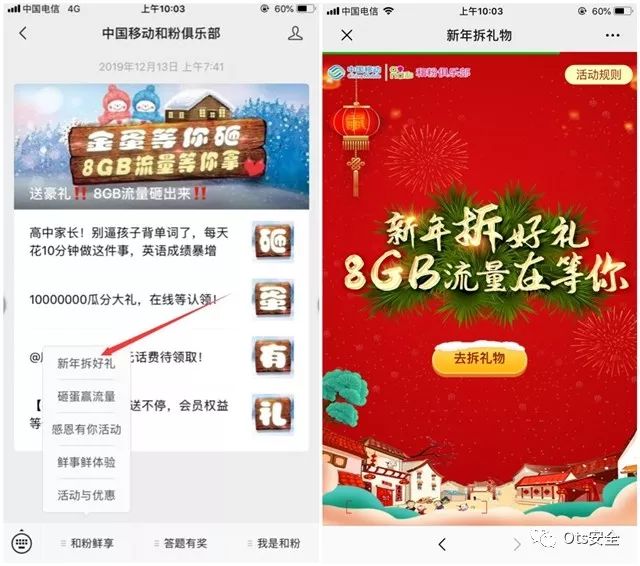 中国电信 4G 上午10:03 60%
中国移动和粉俱乐部
2019年12月13日 上午7:41
金蛋等你砸
8GB流量等你拿
送豪礼‼️ 8GB流量砸出来‼️
高中家长！别逼孩子背单词了，每天
花10分钟做这件事，英语成绩暴增
砸
10000000瓜分大礼，在线等认领！
蛋
元话费待领取！
有
送不停，会员权益
等
礼
新年拆好礼
砸蛋赢流量
感恩有你活动
鲜事鲜体验
活动与优惠
和粉鲜享
答题有奖
我是和粉
中国电信 上午10:03 60%
新年拆礼物
中国移动 和粉俱乐部
活动规则
新年拆好礼
8GB流量在等你
去拆礼物
Ots安全